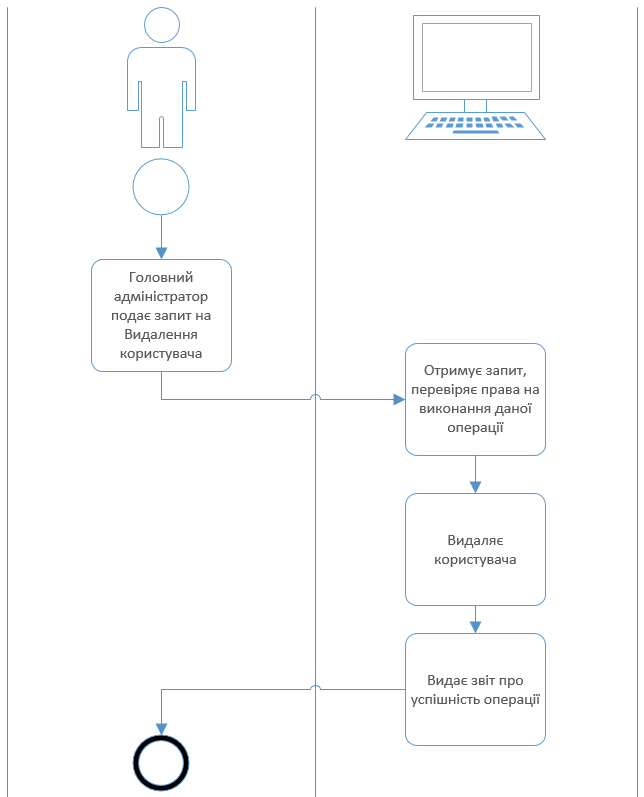 Головний
адміністратор
подає запит на
Видалення
користувача
Отримує запит,
перевіряє права на
виконання даної
операції
Видаляє
користувача
Видає звіт про
успішність операції